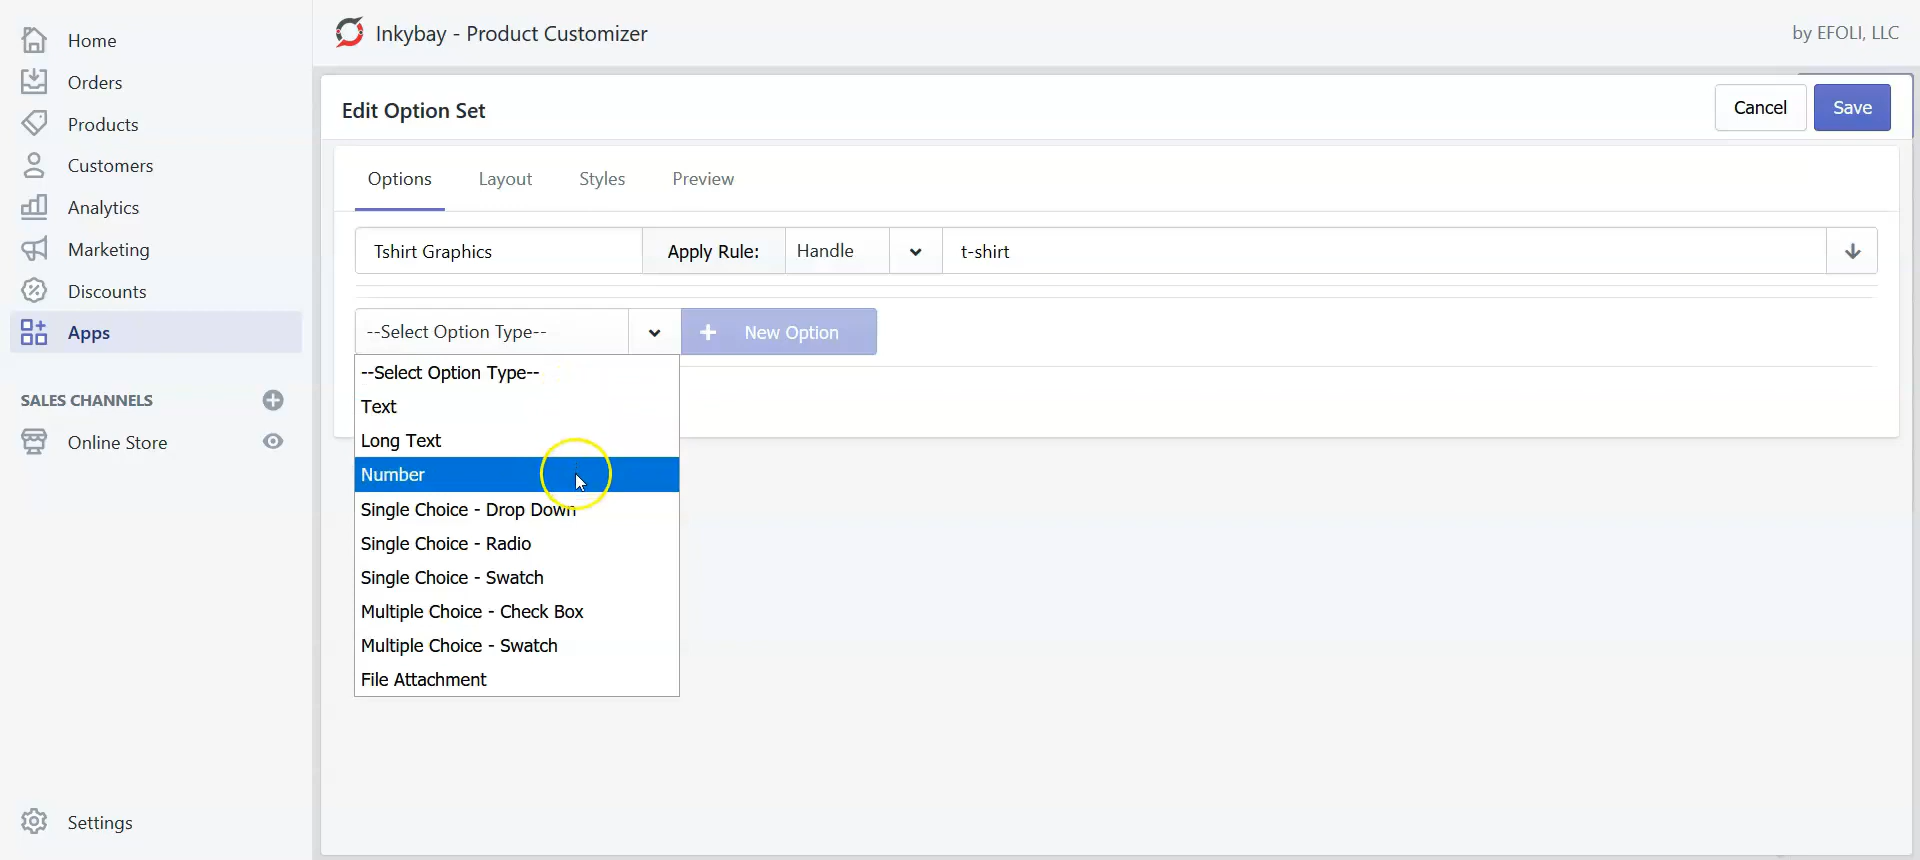 Home
Orders
Products
Customers
Analytics
Marketing
Discounts
Apps
SALES CHANNELS
Online Store
Settings
Inkybay - Product Customizer
by EFOLI, LLC
Edit Option Set
Cancel
Save
Options Layout Styles Preview
Tshirt Graphics Apply Rule: Handle t-shirt
--Select Option Type-- + New Option
--Select Option Type--
Text
Long Text
Number
Single Choice - Drop Down
Single Choice - Radio
Single Choice - Swatch
Multiple Choice - Check Box
Multiple Choice - Swatch
File Attachment